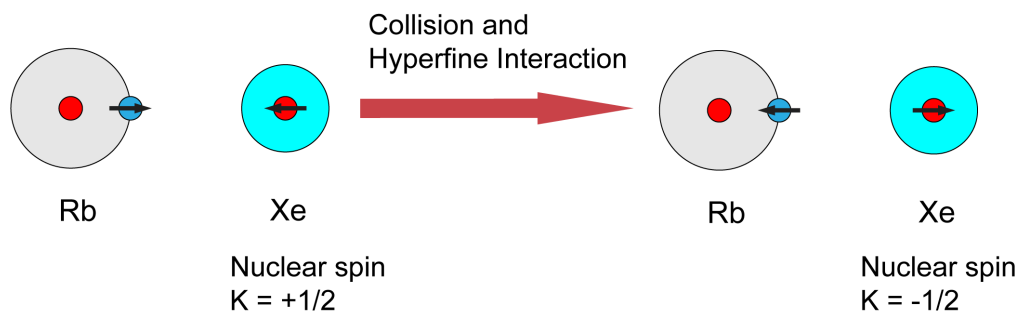 Collision and
Hyperfine Interaction
Rb
Xe
Rb
Xe
Nuclear spin
K = +1/2
Nuclear spin
K = -1/2